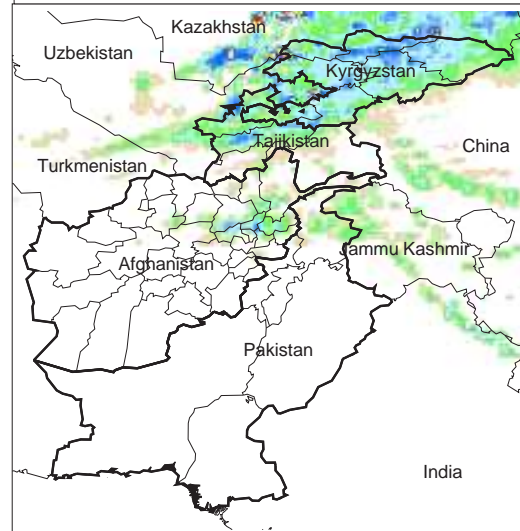 Kazakhstan
Uzbekistan
Kyrgyzstan
Tajikistan
China
Turkmenistan
Jammu Kashmir
Afghanistan
Pakistan
India